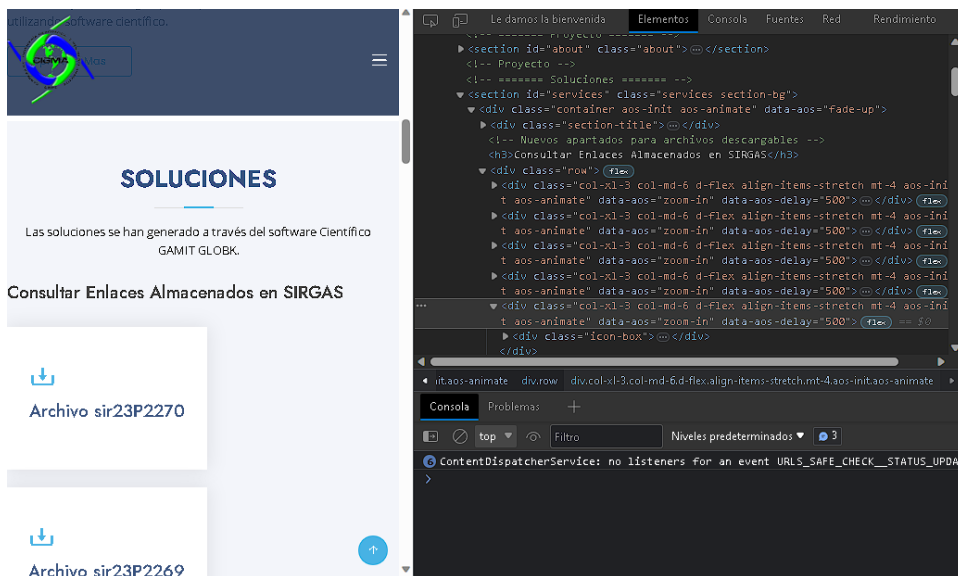 utilizando software científico.
CIGMA
SOLUCIONES
Las soluciones se han generado a través del software Científico
GAMIT GLOBK.
Consultar Enlaces Almacenados en SIRGAS
Archivo sir23P2270
Archivo sir23P2269
Le damos la bienvenida Elementos Consola Fuentes Red Rendimiento
<!-- ======= Proyecto ======= -->
<section id="about" class="about">…</section>
<!-- Proyecto -->
<!-- ======= Soluciones ======= -->
<section id="services" class="services section-bg">
<div class="container aos-init aos-animate" data-aos="fade-up">
<div class="section-title">…</div>
<!-- Nuevos apartados para archivos descargables -->
<h3>Consultar Enlaces Almacenados en SIRGAS</h3>
<div class="row"> flex
<div class="col-xl-3 col-md-6 d-flex align-items-stretch mt-4 aos-ini
t aos-animate" data-aos="zoom-in" data-aos-delay="500">…</div> flex
<div class="col-xl-3 col-md-6 d-flex align-items-stretch mt-4 aos-ini
t aos-animate" data-aos="zoom-in" data-aos-delay="500">…</div> flex
<div class="col-xl-3 col-md-6 d-flex align-items-stretch mt-4 aos-ini
t aos-animate" data-aos="zoom-in" data-aos-delay="500">…</div> flex
<div class="col-xl-3 col-md-6 d-flex align-items-stretch mt-4 aos-ini
t aos-animate" data-aos="zoom-in" data-aos-delay="500">…</div> flex
<div class="col-xl-3 col-md-6 d-flex align-items-stretch mt-4 aos-ini
t aos-animate" data-aos="zoom-in" data-aos-delay="500"> flex == $0
<div class="icon-box">…</div>
</div>
init.aos-animate div.row div.col-xl-3.col-md-6.d-flex.align-items-stretch.mt-4.aos-init.aos-animate
Consola Problemas
top Filtro Niveles predeterminados 3
6 ContentDispatcherService: no listeners for an event URLS_SAFE_CHECK__STATUS_UPDA